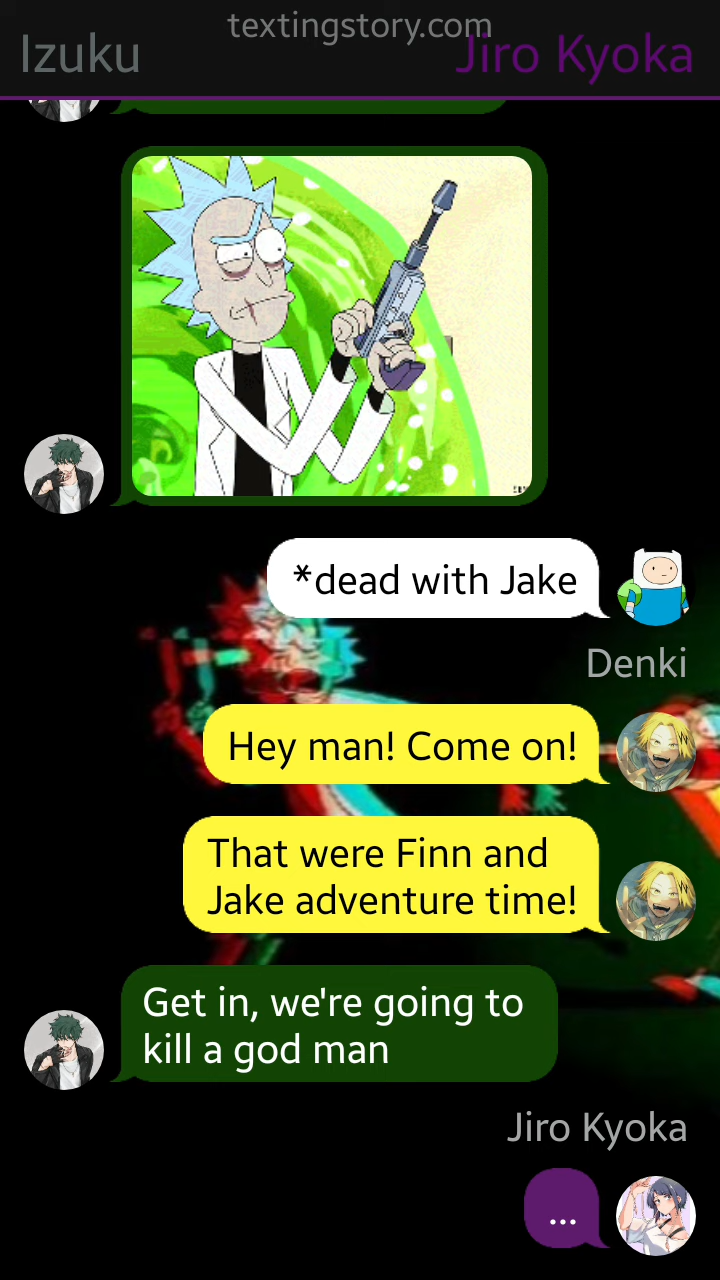 textingstory.com
Izuku
Jiro Kyoka
*dead with Jake
Denki
Hey man! Come on!
That were Finn and
Jake adventure time!
Get in, we're going to
kill a god man
Jiro Kyoka
...